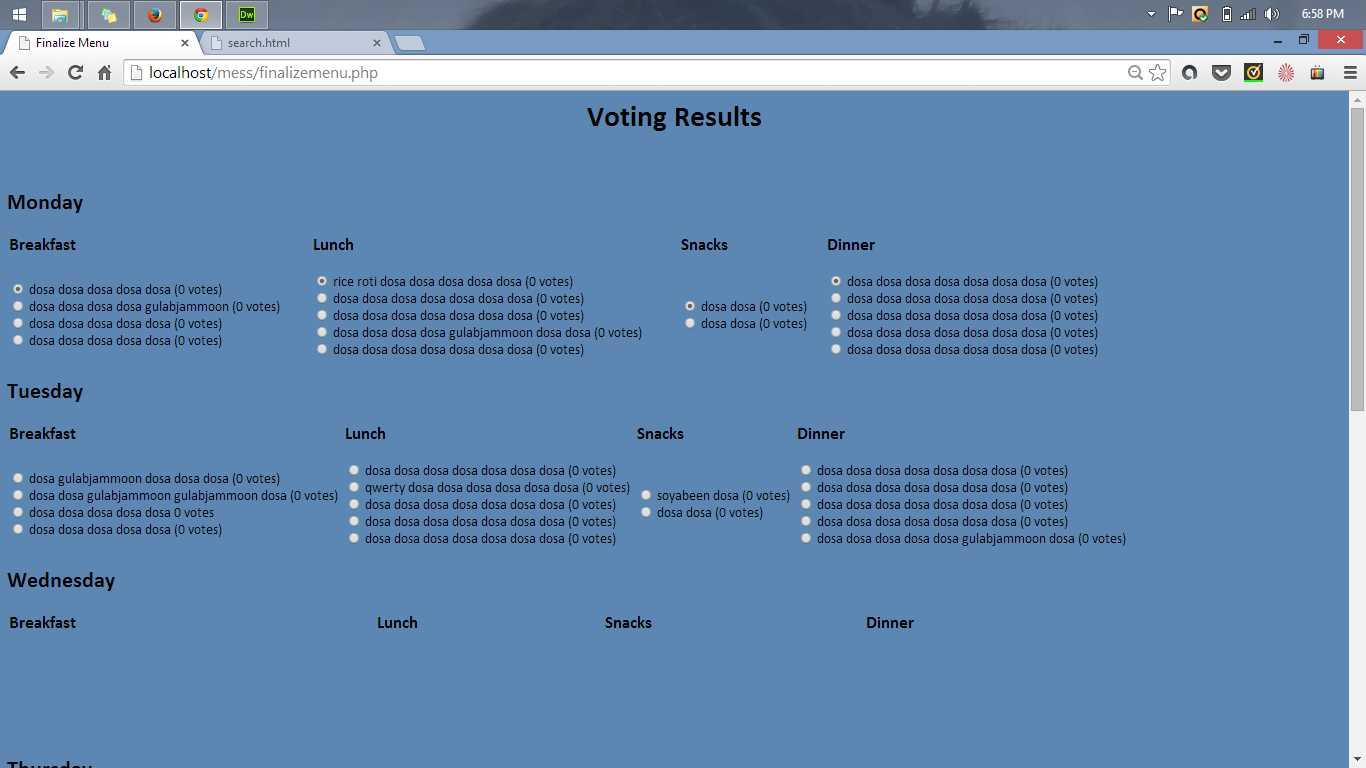 Dw
6:58 PM
Finalize Menu
search.html
localhost/mess/finalizemenu.php
Voting Results
Monday
Breakfast Lunch Snacks Dinner
dosa dosa dosa dosa dosa (0 votes)
dosa dosa dosa dosa gulabjammoon (0 votes)
dosa dosa dosa dosa dosa (0 votes)
dosa dosa dosa dosa dosa (0 votes)
rice roti dosa dosa dosa dosa dosa (0 votes)
dosa dosa dosa dosa dosa dosa dosa (0 votes)
dosa dosa dosa dosa dosa dosa dosa (0 votes)
dosa dosa dosa dosa gulabjammoon dosa dosa (0 votes)
dosa dosa dosa dosa dosa dosa dosa (0 votes)
dosa dosa (0 votes)
dosa dosa (0 votes)
dosa dosa dosa dosa dosa dosa dosa (0 votes)
dosa dosa dosa dosa dosa dosa dosa (0 votes)
dosa dosa dosa dosa dosa dosa dosa (0 votes)
dosa dosa dosa dosa dosa dosa dosa (0 votes)
dosa dosa dosa dosa dosa dosa dosa (0 votes)
Tuesday
Breakfast Lunch Snacks Dinner
dosa gulabjammoon dosa dosa dosa (0 votes)
dosa dosa gulabjammoon gulabjammoon dosa (0 votes)
dosa dosa dosa dosa dosa 0 votes
dosa dosa dosa dosa dosa (0 votes)
dosa dosa dosa dosa dosa dosa dosa (0 votes)
qwerty dosa dosa dosa dosa dosa dosa (0 votes)
dosa dosa dosa dosa dosa dosa dosa (0 votes)
dosa dosa dosa dosa dosa dosa dosa (0 votes)
dosa dosa dosa dosa dosa dosa dosa (0 votes)
soyabeen dosa (0 votes)
dosa dosa (0 votes)
dosa dosa dosa dosa dosa dosa dosa (0 votes)
dosa dosa dosa dosa dosa dosa dosa (0 votes)
dosa dosa dosa dosa dosa dosa dosa (0 votes)
dosa dosa dosa dosa dosa dosa dosa (0 votes)
dosa dosa dosa dosa dosa gulabjammoon dosa (0 votes)
Wednesday
Breakfast Lunch Snacks Dinner
Thursday